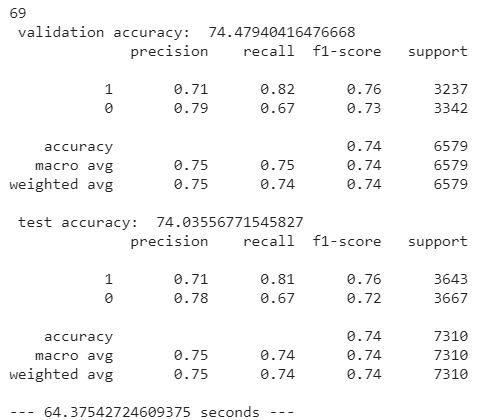 69
validation accuracy: 74.47940416476668
precision recall f1-score support
1 0.71 0.82 0.76 3237
0 0.79 0.67 0.73 3342
accuracy 0.74 6579
macro avg 0.75 0.75 0.74 6579
weighted avg 0.75 0.74 0.74 6579
test accuracy: 74.03556771545827
precision recall f1-score support
1 0.71 0.81 0.76 3643
0 0.78 0.67 0.72 3667
accuracy 0.74 7310
macro avg 0.75 0.74 0.74 7310
weighted avg 0.75 0.74 0.74 7310
--- 64.37542724609375 seconds ---